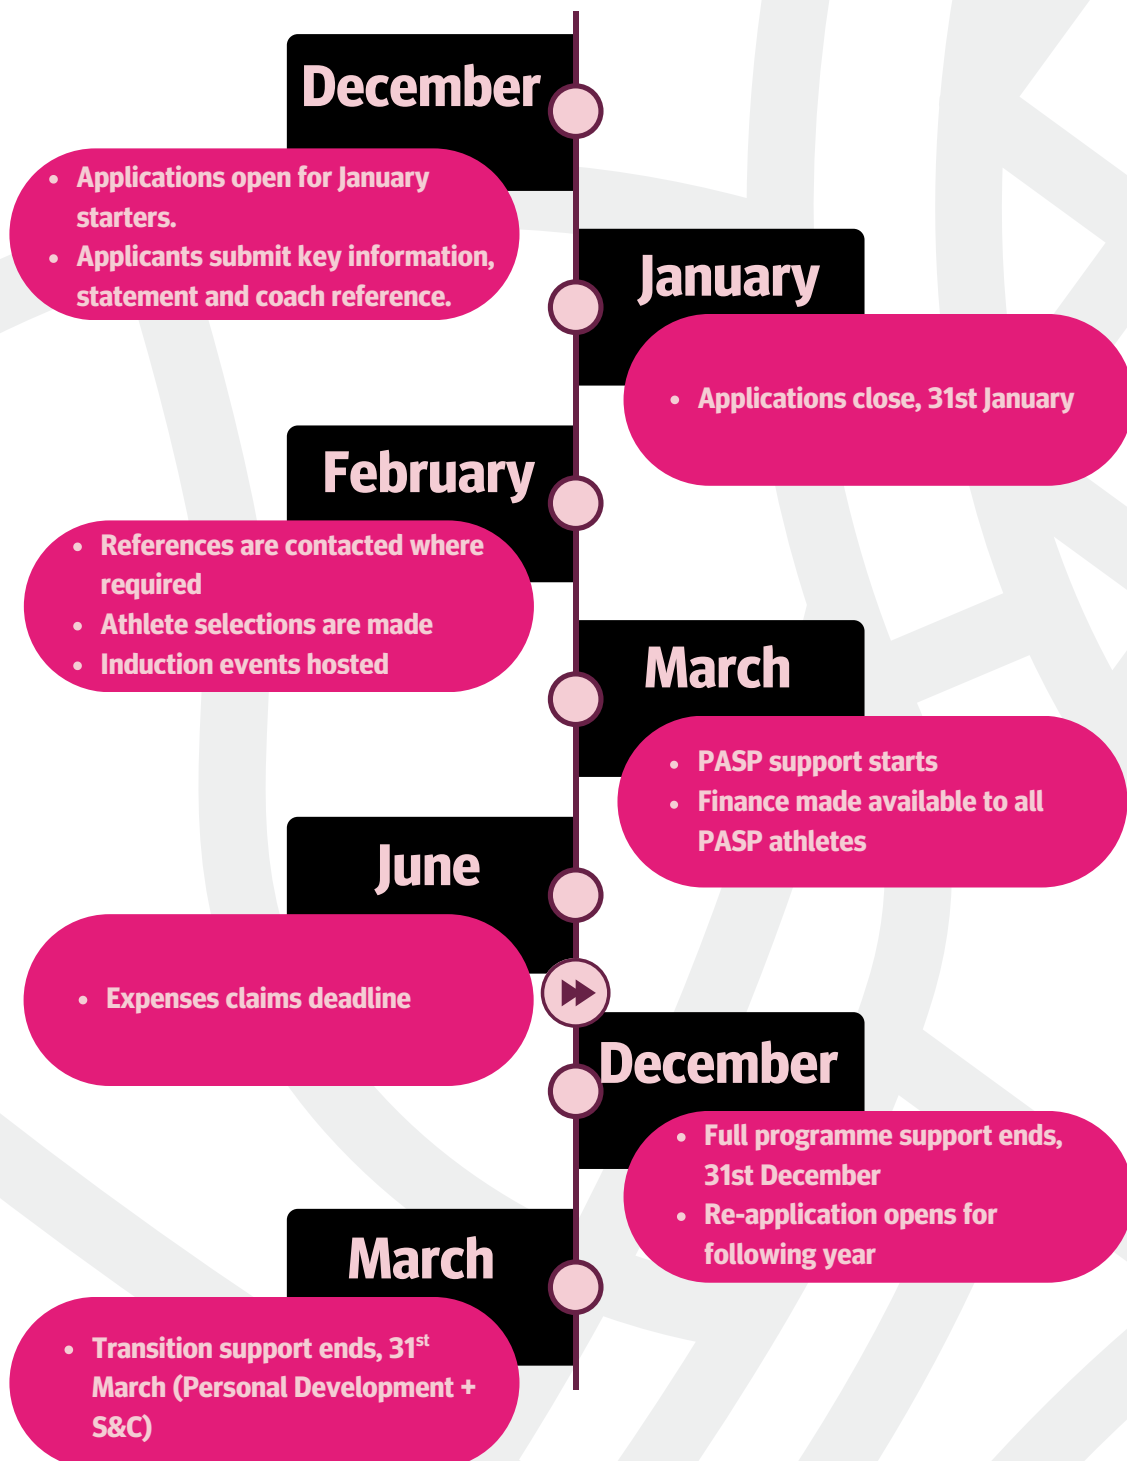 December
• Applications open for January
starters.
• Applicants submit key information,
statement and coach reference.
January
• Applications close, 31st January
February
• References are contacted where
required
• Athlete selections are made
• Induction events hosted
March
• PASP support starts
• Finance made available to all
PASP athletes
June
• Expenses claims deadline
December
• Full programme support ends,
31st December
• Re-application opens for
following year
March
• Transition support ends, 31st
March (Personal Development +
S&C)